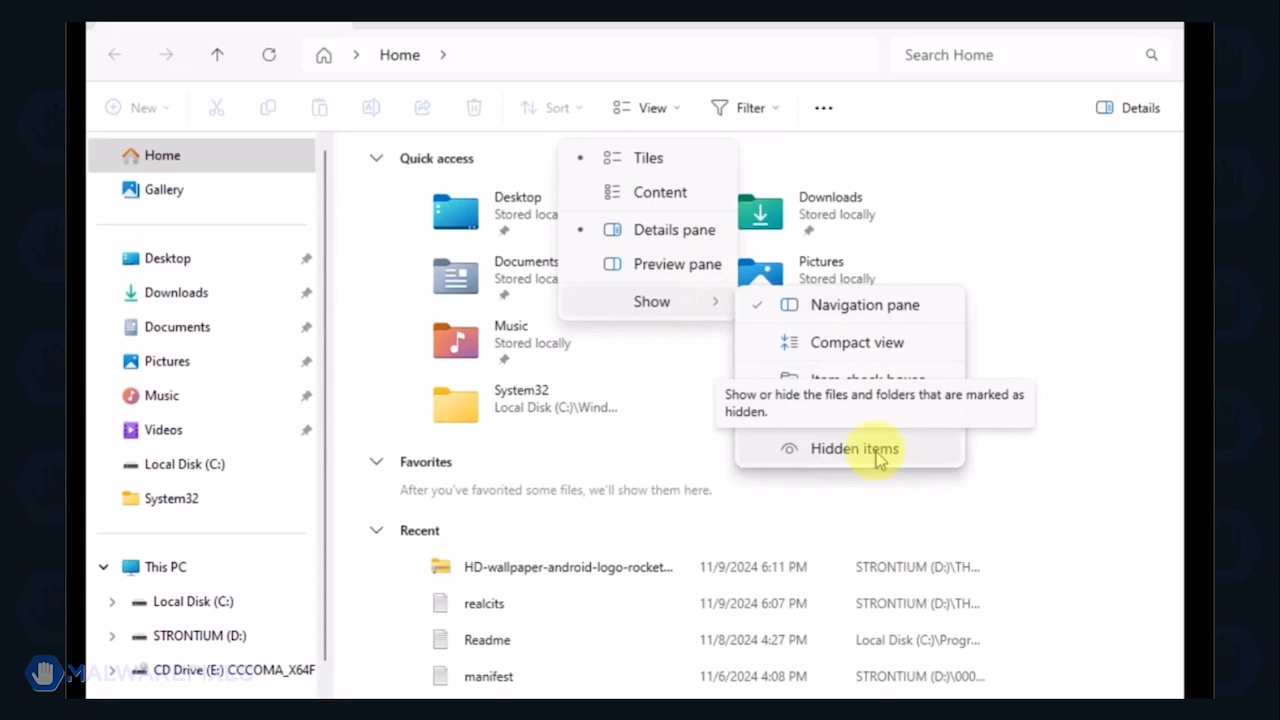 Home
Search Home
New
Sort
View
Filter
Details
Home
Gallery
Desktop
Downloads
Documents
Pictures
Music
Videos
Local Disk (C:)
System32
This PC
Local Disk (C:)
STRONTIUM (D:)
CD Drive (E:) CCCOMA_X64F
Quick access
Desktop
Stored loca
Downloads
Stored locally
Documents
Stored loca
Pictures
Stored locally
Music
Stored locally
System32
Local Disk (C:)\Wind...
Tiles
Content
Details pane
Preview pane
Show
Navigation pane
Compact view
Item check boxes
Show or hide the files and folders that are marked as
hidden.
Hidden items
Favorites
After you've favorited some files, we'll show them here.
Recent
HD-wallpaper-android-logo-rocket... 11/9/2024 6:11 PM STRONTIUM (D:)\TH...
realcits 11/9/2024 6:07 PM STRONTIUM (D:)\TH...
Readme 11/8/2024 4:27 PM Local Disk (C:)\Progr...
manifest 11/6/2024 4:08 PM STRONTIUM (D:)\000...
MALWAREFIXES